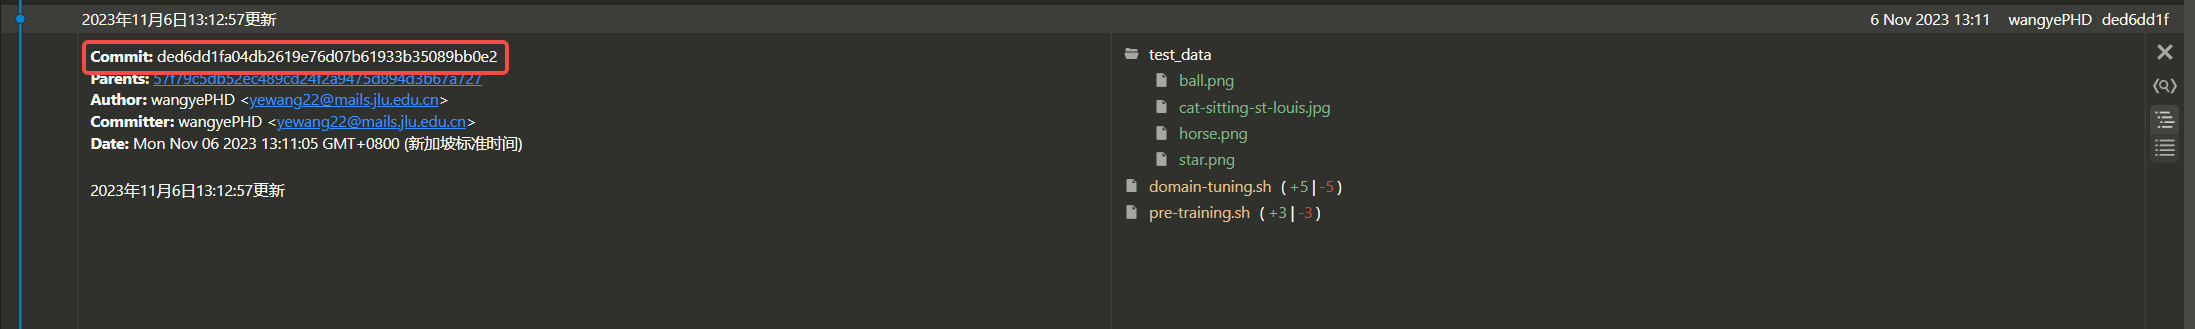 2023年11月6日13:12:57更新 6 Nov 2023 13:11 wangyePHD ded6dd1f
Commit: ded6dd1fa04db2619e76d07b61933b35089bb0e2
Parents: 57f79c5db52ec489cd24f2a9475d894d3b67a727
Author: wangyePHD <yewang22@mails.jlu.edu.cn>
Committer: wangyePHD <yewang22@mails.jlu.edu.cn>
Date: Mon Nov 06 2023 13:11:05 GMT+0800 (新加坡标准时间)
2023年11月6日13:12:57更新
test_data
ball.png
cat-sitting-st-louis.jpg
horse.png
star.png
domain-tuning.sh (+5|-5)
pre-training.sh (+3|-3)